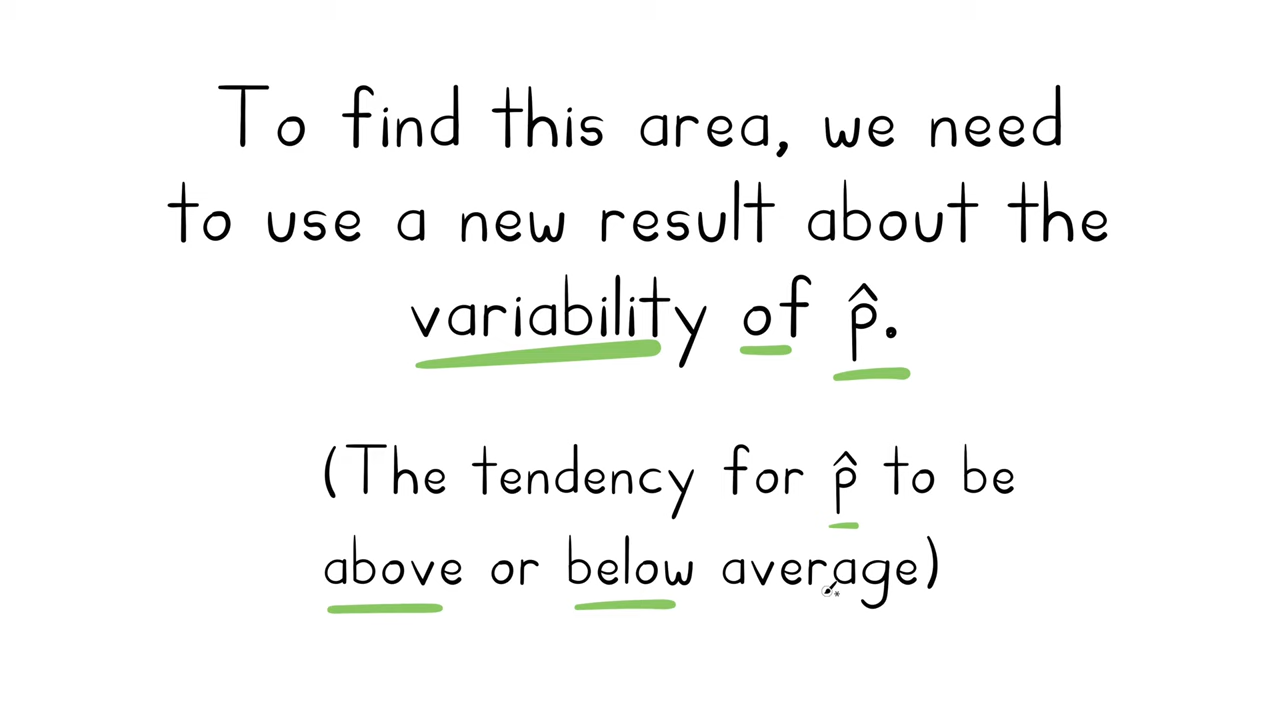 To find this area, we need
to use a new result about the
variability of p̂.
(The tendency for p̂ to be
above or below average)